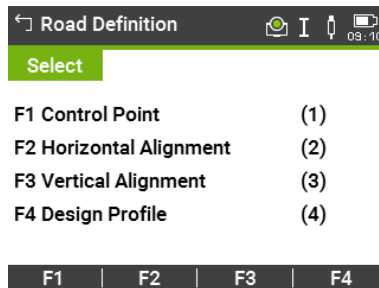 Road Definition
09:10
Select
F1 Control Point (1)
F2 Horizontal Alignment (2)
F3 Vertical Alignment (3)
F4 Design Profile (4)
F1 | F2 | F3 | F4